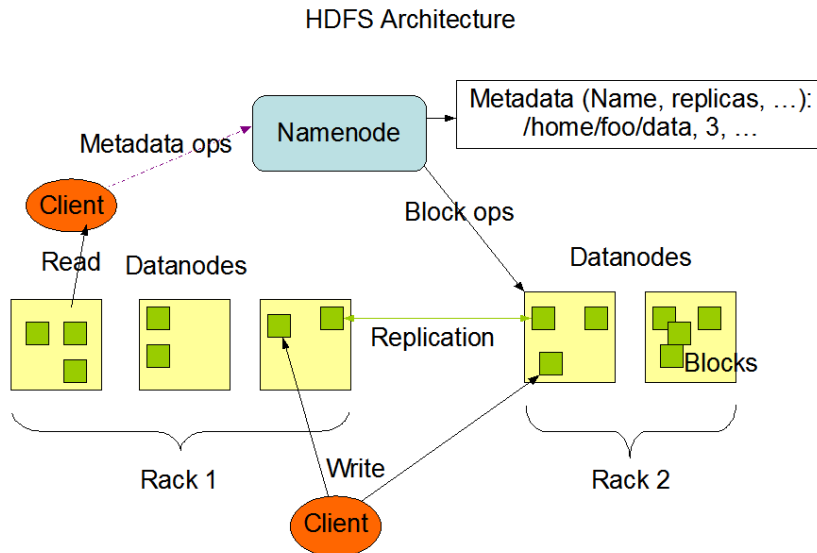 HDFS Architecture
Metadata (Name, replicas, …):
/home/foo/data, 3, …
Namenode
Metadata ops
Client
Block ops
Read
Datanodes
Datanodes
Replication
Blocks
Rack 1
Write
Rack 2
Client